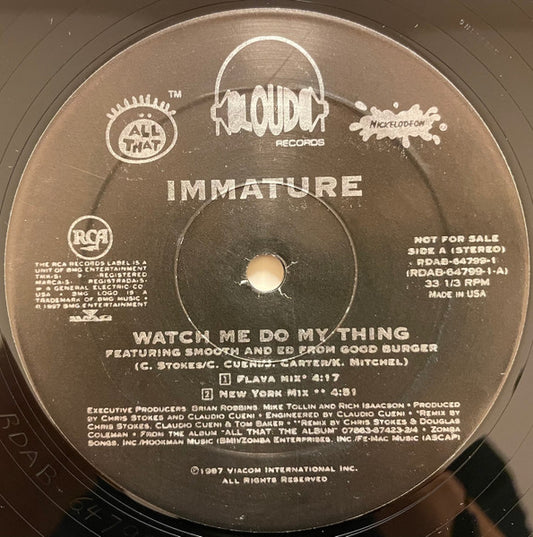 ALL THAT
™
LOUD
RECORDS
NICKELODEON
IMMATURE
RCA
THE RCA RECORDS LABEL IS A
UNIT OF BMG ENTERTAINMENT
TMK(S) ® REGISTERED
MARCA(S) REGISTRADA(S)
® GENERAL ELECTRIC CO.
USA • BMG LOGO IS A
TRADEMARK OF BMG MUSIC •
℗ 1997 BMG ENTERTAINMENT
BMG
NOT FOR SALE
SIDE A (STEREO)
RDAB-64799-1
(RDAB-64799-1-A)
33 1/3 RPM
MADE IN USA
WATCH ME DO MY THING
FEATURING SMOOTH AND ED FROM GOOD BURGER
(C. STOKES/C. CUENI/S. CARTER/K. MITCHEL)
1 FLAVA MIX* 4:17
2 NEW YORK MIX ** 4:51
EXECUTIVE PRODUCERS: BRIAN ROBBINS, MIKE TOLLIN AND RICH ISAACSON • PRODUCED
BY CHRIS STOKES AND CLAUDIO CUENI • ENGINEERED BY CLAUDIO CUENI • *REMIX BY
CHRIS STOKES, CLAUDIO CUENI & TOM BAKER • **REMIX BY CHRIS STOKES & DOUGLAS
COLEMAN • FROM THE ALBUM "ALL THAT: THE ALBUM" 07863-67423-2/4 • ZOMBA
SONGS, INC./HOOKMAN MUSIC (BMI)/ZOMBA ENTERPRISES, INC./FE-MAC MUSIC (ASCAP)
©1997 VIACOM INTERNATIONAL INC.
ALL RIGHTS RESERVED
RDAB-6479